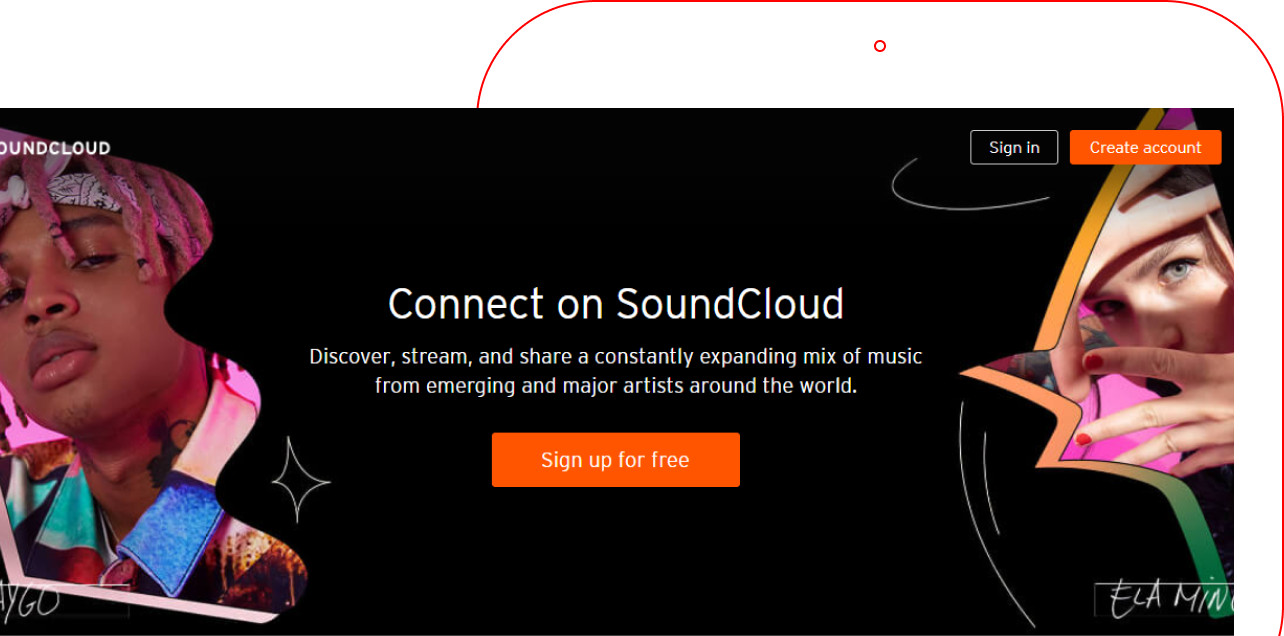 OUNDCLOUD
Sign in
Create account
Connect on SoundCloud
Discover, stream, and share a constantly expanding mix of music
from emerging and major artists around the world.
Sign up for free
AYGO
ELA MIN